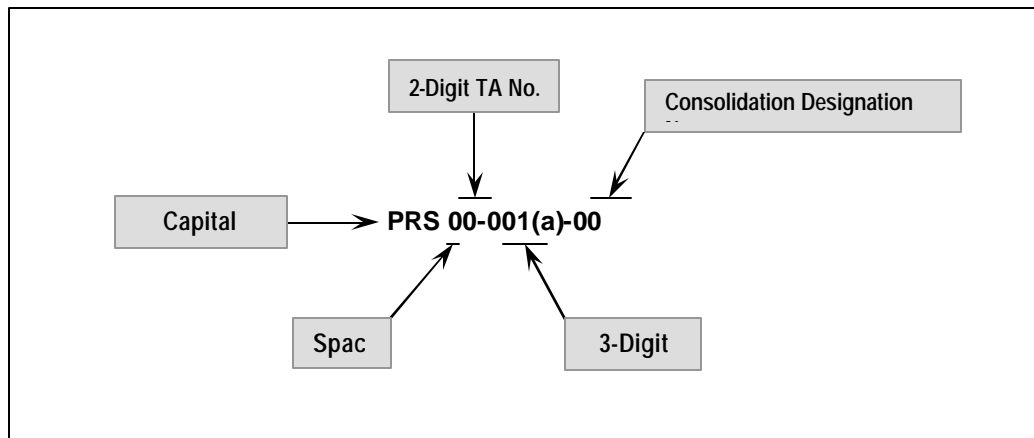 2-Digit TA No.
Consolidation Designation
Capital
PRS 00-001(a)-00
Spac
3-Digit